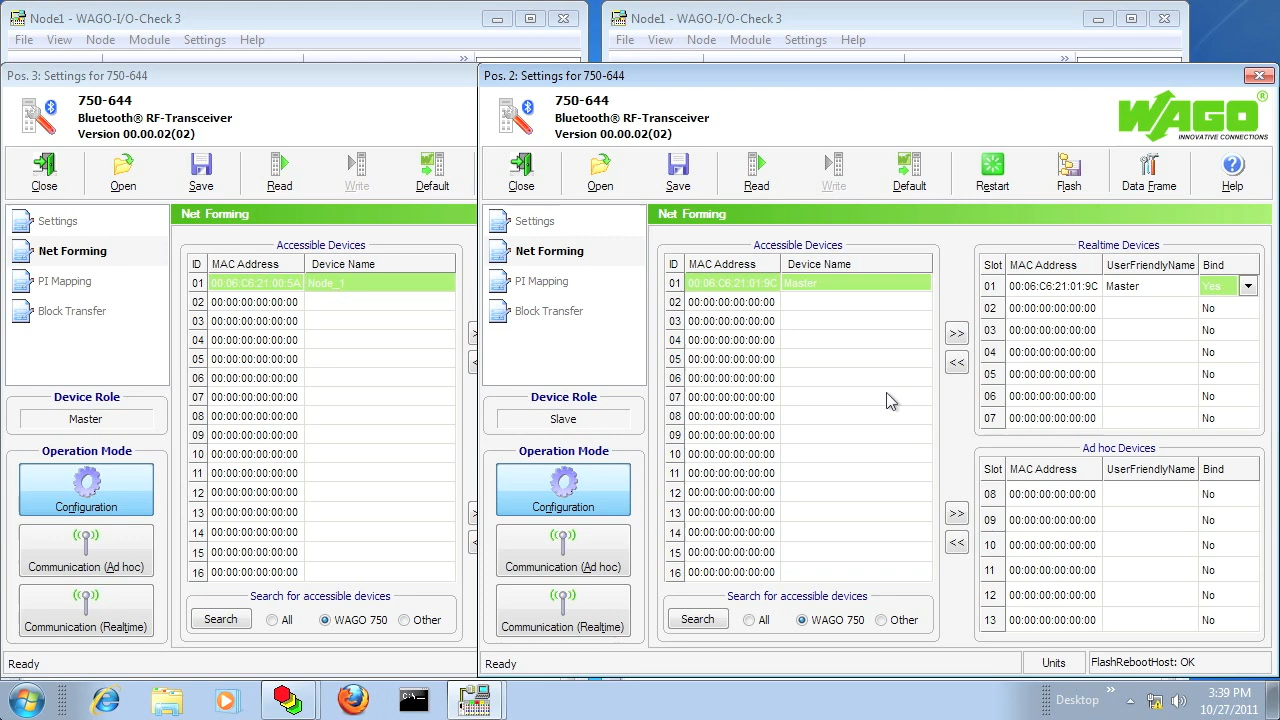 Node1 - WAGO-I/O-Check 3
File View Node Module Settings Help
Node1 - WAGO-I/O-Check 3
File View Node Module Settings Help
Pos. 3: Settings for 750-644
750-644
Bluetooth® RF-Transceiver
Version 00.00.02(02)
Close Open Save Read Write Default
Settings
Net Forming
PI Mapping
Block Transfer
Device Role
Master
Operation Mode
Configuration
Communication (Ad hoc)
Communication (Realtime)
Net Forming
Accessible Devices
ID MAC Address Device Name
01 00:06:C6:21:00:5A Node_1
02 00:00:00:00:00:00
03 00:00:00:00:00:00
04 00:00:00:00:00:00
05 00:00:00:00:00:00
06 00:00:00:00:00:00
07 00:00:00:00:00:00
08 00:00:00:00:00:00
09 00:00:00:00:00:00
10 00:00:00:00:00:00
11 00:00:00:00:00:00
12 00:00:00:00:00:00
13 00:00:00:00:00:00
14 00:00:00:00:00:00
15 00:00:00:00:00:00
16 00:00:00:00:00:00
Search for accessible devices
Search All WAGO 750 Other
Ready
Pos. 2: Settings for 750-644
750-644
Bluetooth® RF-Transceiver
Version 00.00.02(02)
WAGO®
INNOVATIVE CONNECTIONS
Close Open Save Read Write Default Restart Flash Data Frame Help
Settings
Net Forming
PI Mapping
Block Transfer
Device Role
Slave
Operation Mode
Configuration
Communication (Ad hoc)
Communication (Realtime)
Net Forming
Accessible Devices
ID MAC Address Device Name
01 00:06:C6:21:01:9C Master
02 00:00:00:00:00:00
03 00:00:00:00:00:00
04 00:00:00:00:00:00
05 00:00:00:00:00:00
06 00:00:00:00:00:00
07 00:00:00:00:00:00
08 00:00:00:00:00:00
09 00:00:00:00:00:00
10 00:00:00:00:00:00
11 00:00:00:00:00:00
12 00:00:00:00:00:00
13 00:00:00:00:00:00
14 00:00:00:00:00:00
15 00:00:00:00:00:00
16 00:00:00:00:00:00
Search for accessible devices
Search All WAGO 750 Other
>>
<<
>>
<<
Realtime Devices
Slot MAC Address UserFriendlyName Bind
01 00:06:C6:21:01:9C Master Yes
02 00:00:00:00:00:00 No
03 00:00:00:00:00:00 No
04 00:00:00:00:00:00 No
05 00:00:00:00:00:00 No
06 00:00:00:00:00:00 No
07 00:00:00:00:00:00 No
Ad hoc Devices
Slot MAC Address UserFriendlyName Bind
08 00:00:00:00:00:00 No
09 00:00:00:00:00:00 No
10 00:00:00:00:00:00 No
11 00:00:00:00:00:00 No
12 00:00:00:00:00:00 No
13 00:00:00:00:00:00 No
Ready Units FlashRebootHost: OK
Desktop
3:39 PM
10/27/2011